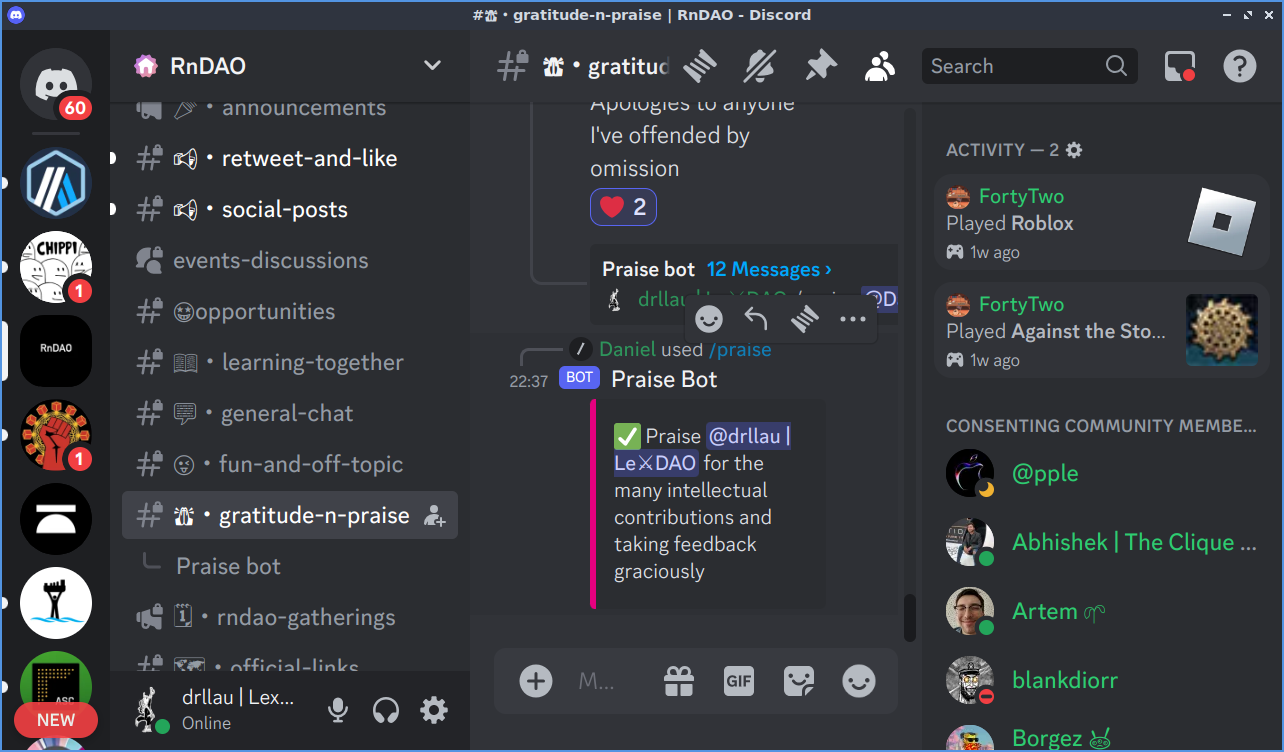 #🙌 • gratitude-n-praise | RnDAO - Discord
60
CHIPPI
1
RnDAO
1
ASC
NEW
RnDAO
announcements
• retweet-and-like
• social-posts
events-discussions
opportunities
• learning-together
• general-chat
• fun-and-off-topic
• gratitude-n-praise
Praise bot
• rndao-gatherings
• official-links
drllau | Lex...
Online
• gratitud
Search
Apologies to anyone
I've offended by
omission
❤️ 2
Praise bot 12 Messages ›
drllau
@D
Daniel used /praise
22:37 BOT Praise Bot
✅ Praise @drllau |
Le⚔DAO for the
many intellectual
contributions and
taking feedback
graciously
M...
GIF
ACTIVITY — 2
FortyTwo
Played Roblox
1w ago
FortyTwo
Played Against the Sto...
1w ago
CONSENTING COMMUNITY MEMBE...
@pple
Abhishek | The Clique ...
Artem 🌱
blankdiorr
Borgez